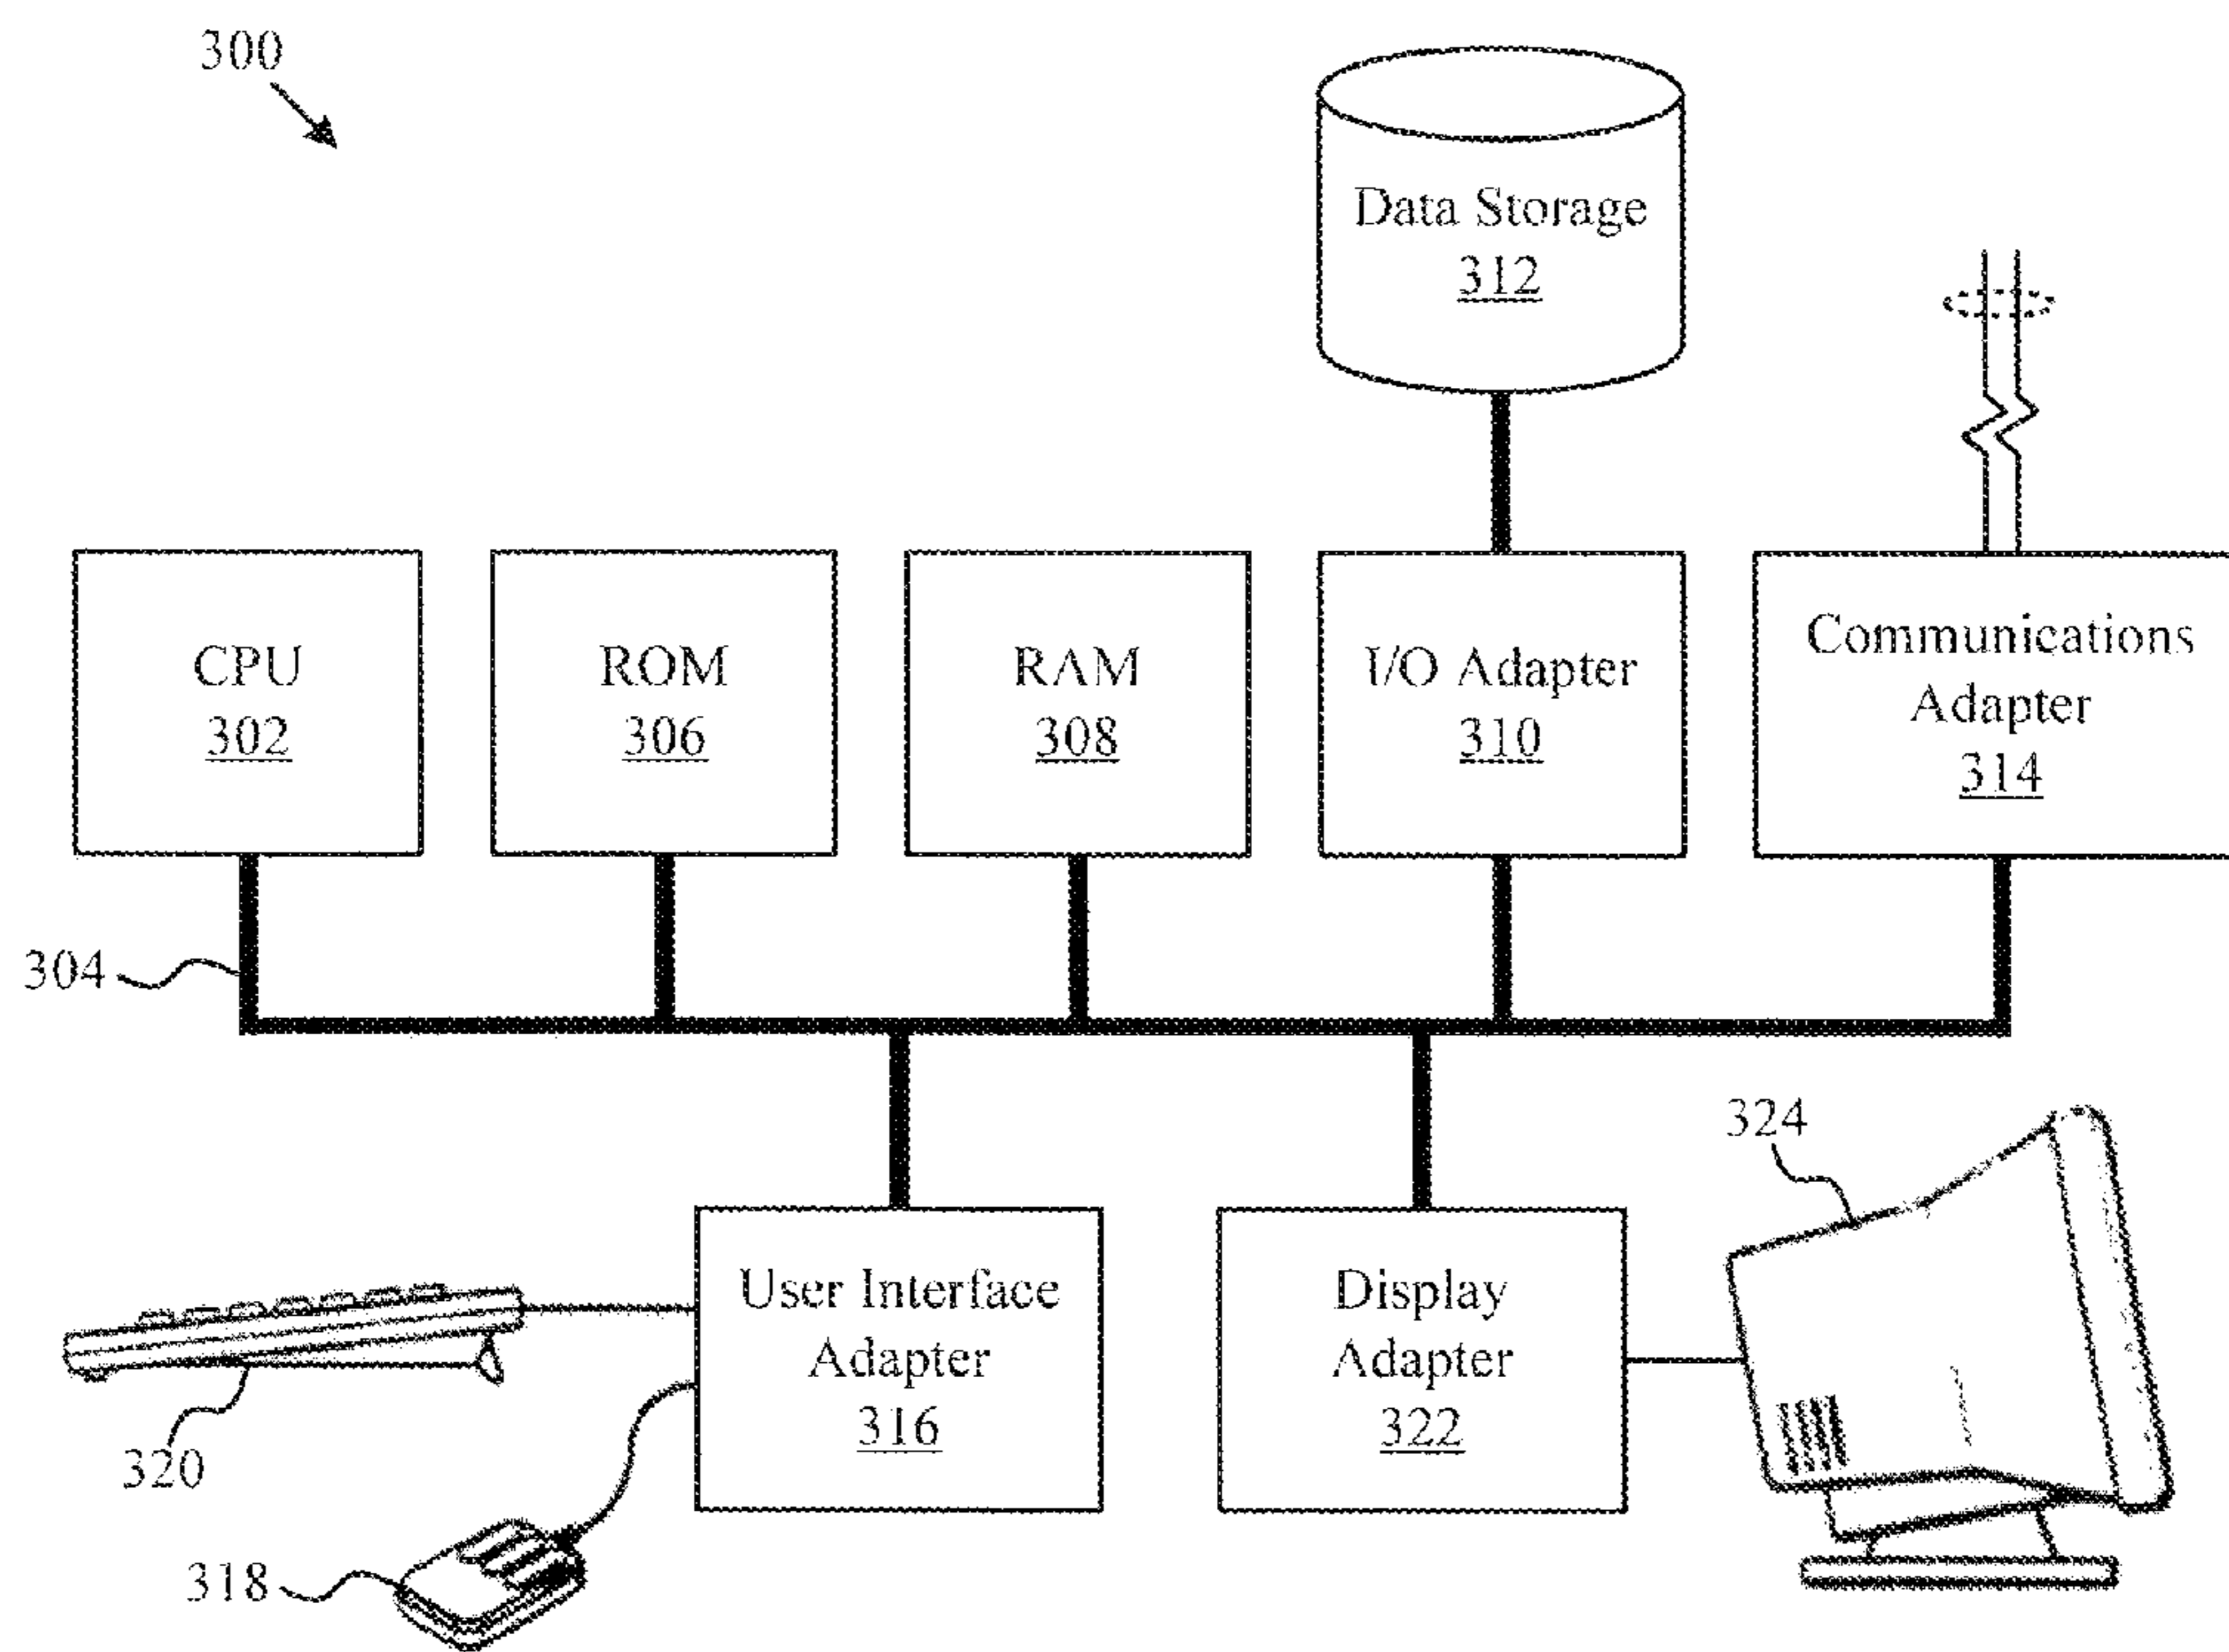 300
Data Storage
312
CPU
302
ROM
306
RAM
308
I/O Adapter
310
Communications
Adapter
314
304
324
User Interface
Adapter
316
Display
Adapter
322
320
318